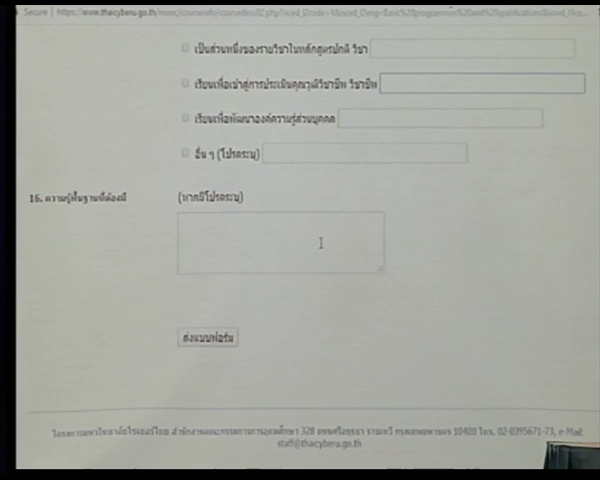 Secure | https://www.thaicyberu.go.th/
เป็นส่วนหนึ่งของรายวิชาในหลักสูตรปกติ วิชา
เรียนเพื่อเข้าสู่การประเมินคุณวุฒิวิชาชีพ วิชาชีพ
เรียนเพื่อพัฒนาองค์ความรู้ส่วนบุคคล
อื่น ๆ (โปรดระบุ)
16. ความรู้พื้นฐานที่ต้องมี (หากมีโปรดระบุ)
ส่งแบบฟอร์ม
โครงการมหาวิทยาลัยไซเบอร์ไทย สำนักงานคณะกรรมการการอุดมศึกษา 328 ถนนศรีอยุธยา ราชเทวี กรุงเทพมหานคร 10400 โทร. 02-0395671-73, e-Mail:
staff@thaicyberu.go.th